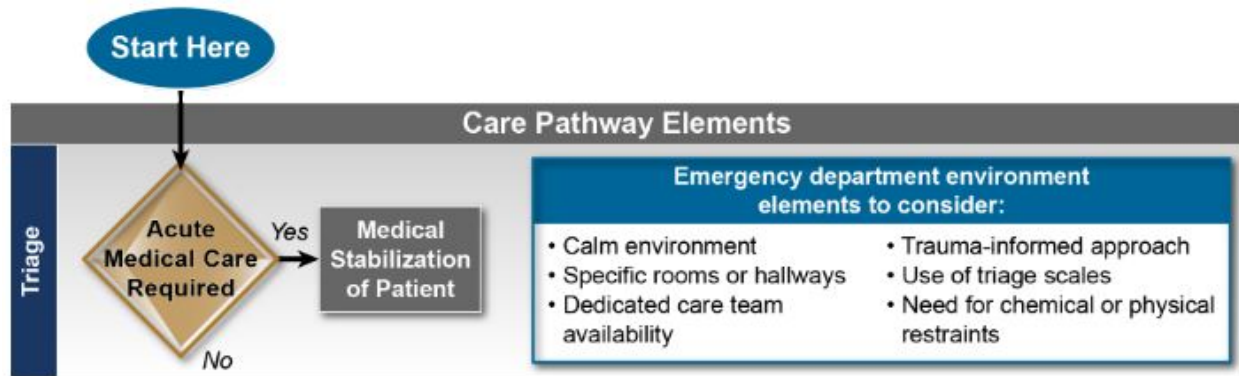 Start Here
Care Pathway Elements
Triage
Acute
Medical Care
Required
Yes
No
Medical
Stabilization
of Patient
Emergency department environment
elements to consider:
• Calm environment
• Specific rooms or hallways
• Dedicated care team
availability
• Trauma-informed approach
• Use of triage scales
• Need for chemical or physical
restraints